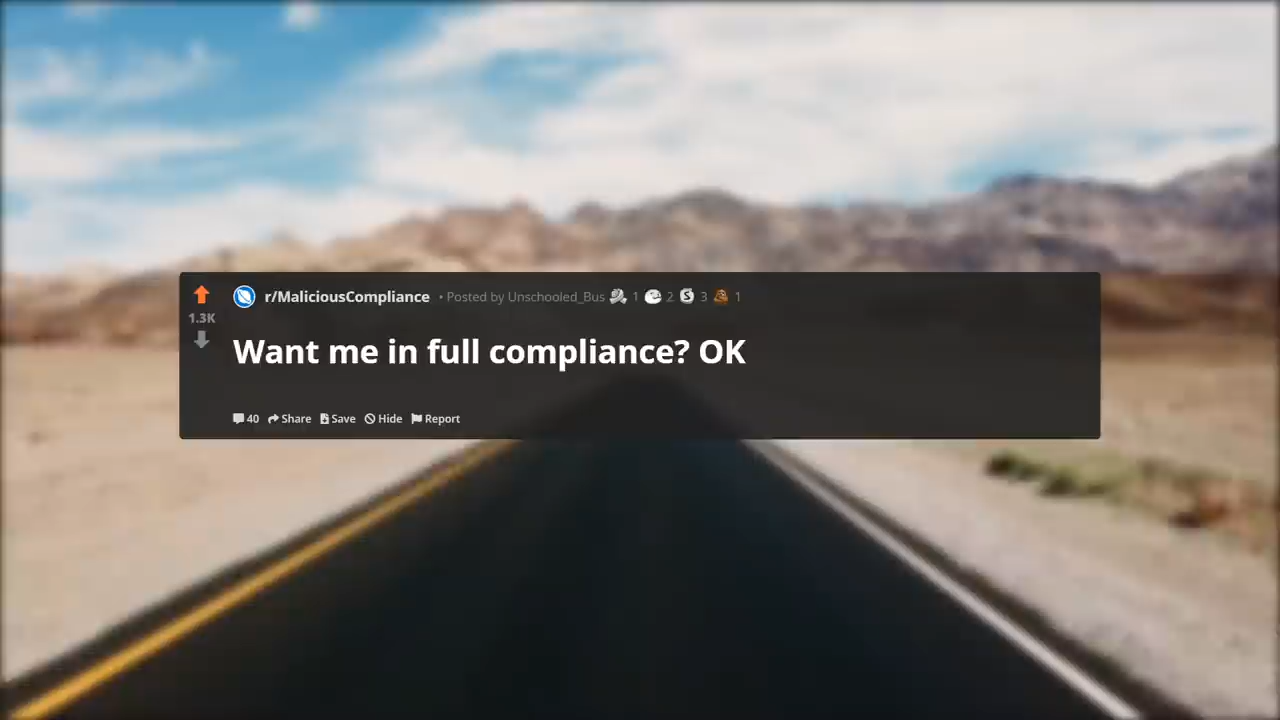 r/MaliciousCompliance • Posted by Unschooled_Bus 1 2 3 1
1.3K
Want me in full compliance? OK
40 Share Save Hide Report